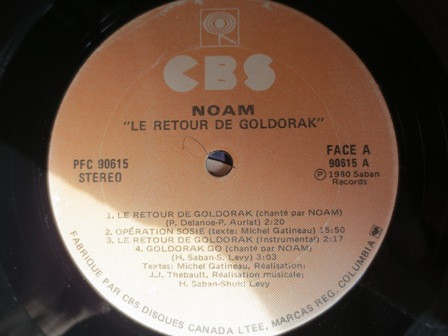 CBS
NOAM
"LE RETOUR DE GOLDORAK"
PFC 90615
STEREO
FACE A
90615 A
℗ 1980 Saban
Records
1. LE RETOUR DE GOLDORAK (chanté par NOAM)
(P. Delanoë-P. Auriat) 2:20
2. OPÉRATION SOSIE (texte: Michel Gatineau) 15:50
3. LE RETOUR DE GOLDORAK (Instrumental) 2:17
4. GOLDORAK GO (chanté par NOAM)
(H. Saban-S. Levy) 3:03
Textes: Michel Gatineau, Réalisation:
J.J. Thébault, Réalisation musicale:
H. Saban-Shuki Levy
FABRIQUÉ PAR CBS DISQUES CANADA LTÉE, MARCAS REG. COLUMBIA